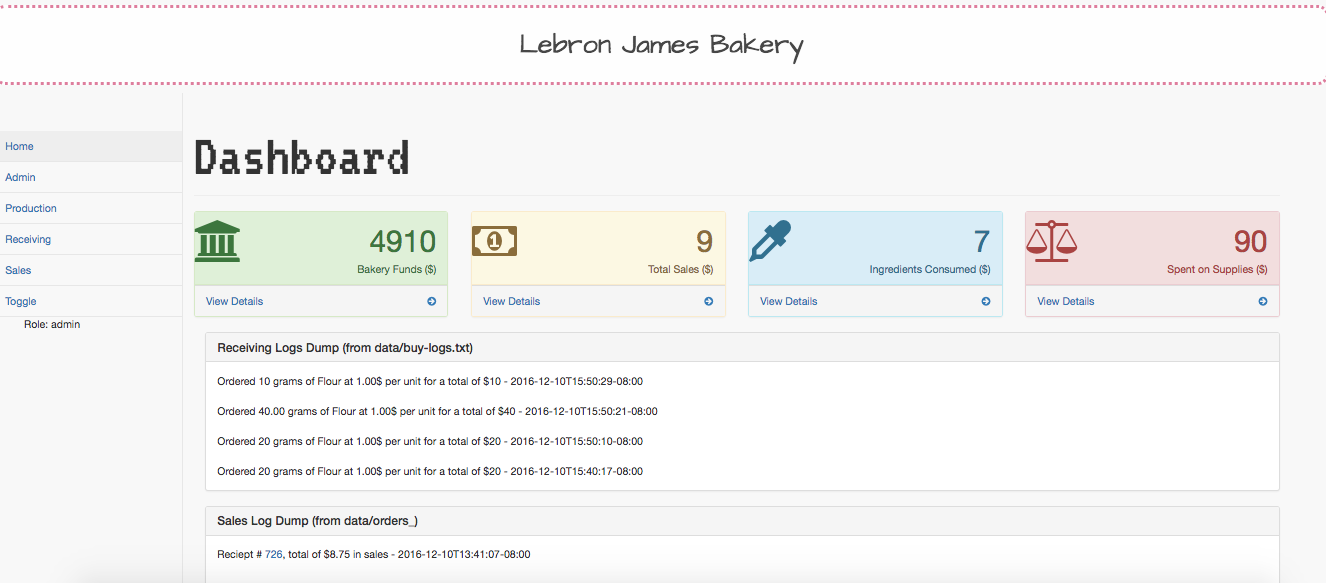 Lebron James Bakery
Home
Admin
Production
Receiving
Sales
Toggle
Role: admin
Dashboard
4910
Bakery Funds ($)
View Details
9
Total Sales ($)
View Details
7
Ingredients Consumed ($)
View Details
90
Spent on Supplies ($)
View Details
Receiving Logs Dump (from data/buy-logs.txt)
Ordered 10 grams of Flour at 1.00$ per unit for a total of $10 - 2016-12-10T15:50:29-08:00
Ordered 40.00 grams of Flour at 1.00$ per unit for a total of $40 - 2016-12-10T15:50:21-08:00
Ordered 20 grams of Flour at 1.00$ per unit for a total of $20 - 2016-12-10T15:50:10-08:00
Ordered 20 grams of Flour at 1.00$ per unit for a total of $20 - 2016-12-10T15:40:17-08:00
Sales Log Dump (from data/orders_)
Reciept # 726, total of $8.75 in sales - 2016-12-10T13:41:07-08:00